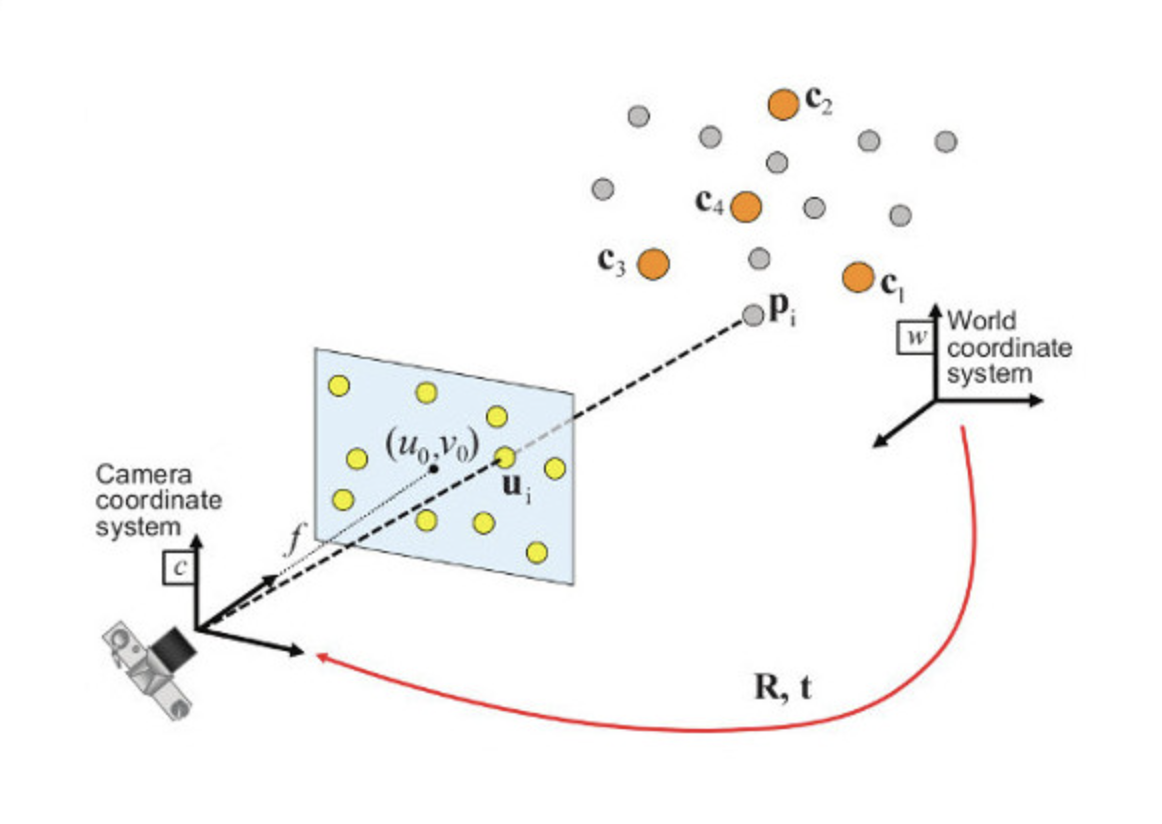 c₂
c₄
c₃
c₁
pᵢ
w
World
coordinate
system
(u₀,v₀)
uᵢ
Camera
coordinate
system
f
c
R, t